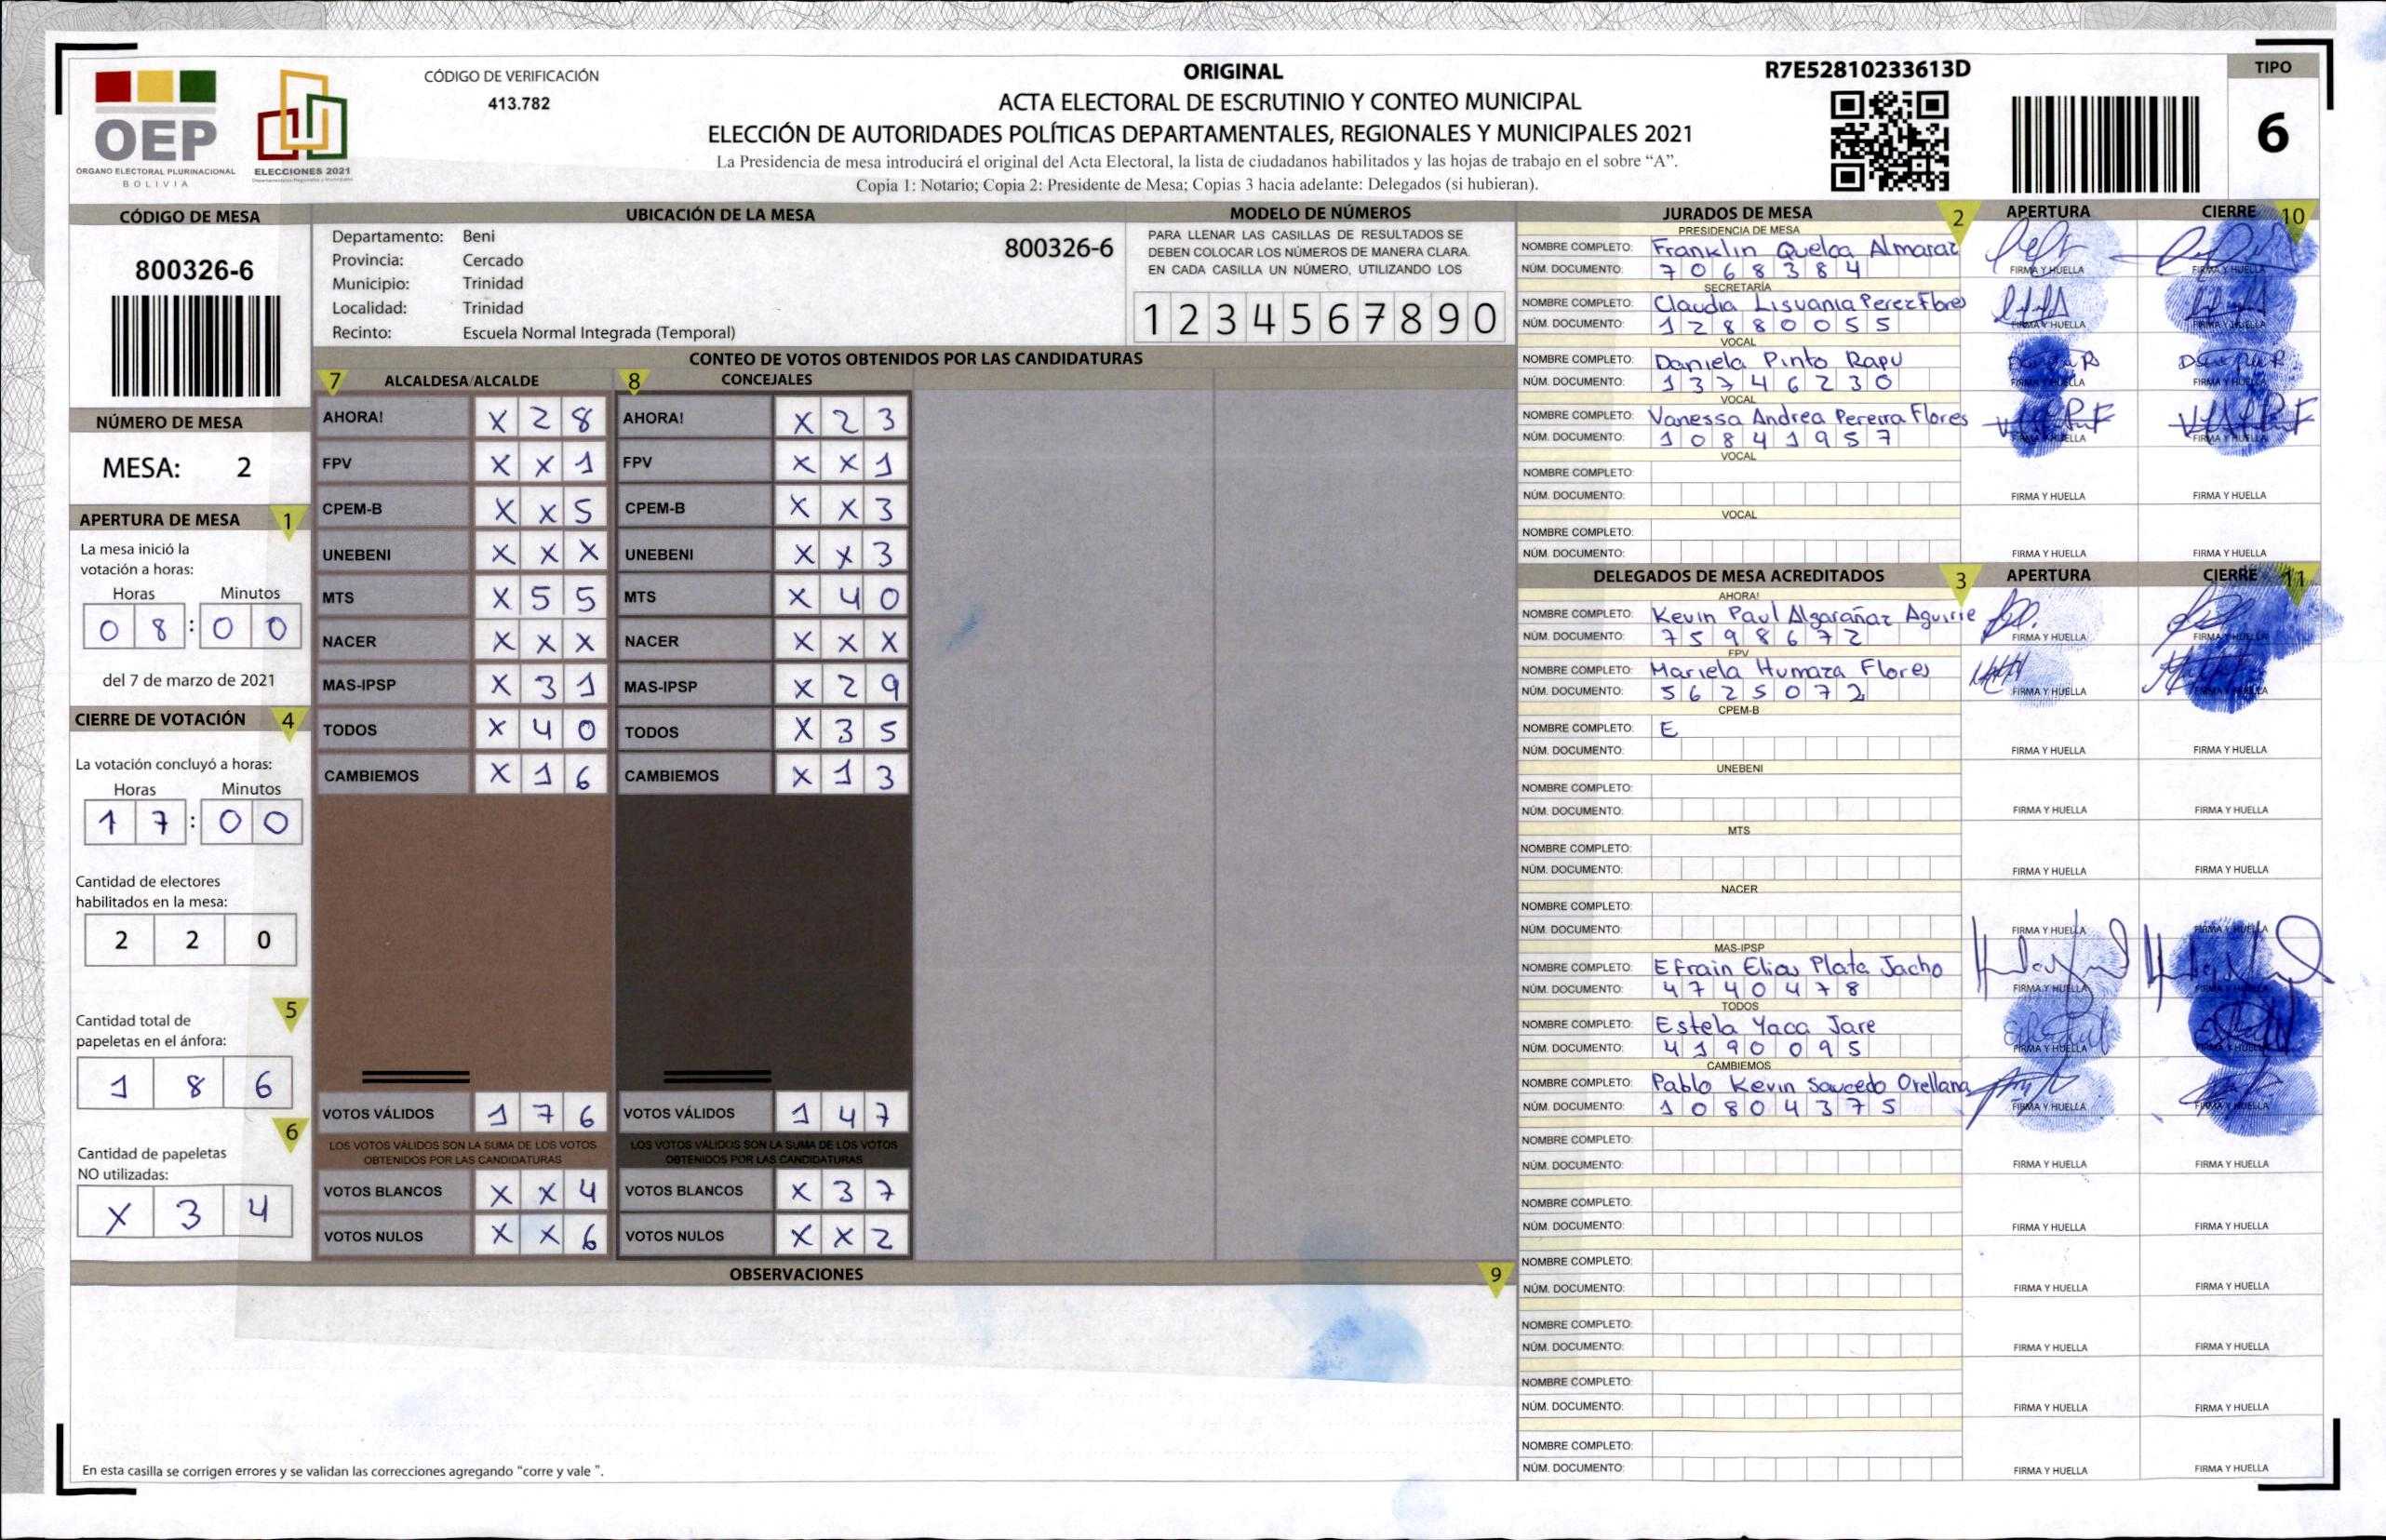 OEP
ÓRGANO ELECTORAL PLURINACIONAL
BOLIVIA
ELECCIONES 2021
CÓDIGO DE VERIFICACIÓN
413.782
ORIGINAL
ACTA ELECTORAL DE ESCRUTINIO Y CONTEO MUNICIPAL
ELECCIÓN DE AUTORIDADES POLÍTICAS DEPARTAMENTALES, REGIONALES Y MUNICIPALES 2021
La Presidencia de mesa introducirá el original del Acta Electoral, la lista de ciudadanos habilitados y las hojas de trabajo en el sobre “A”.
Copia 1: Notario; Copia 2: Presidente de Mesa; Copias 3 hacia adelante: Delegados (si hubieran).
R7E52810233613D
TIPO
6
CÓDIGO DE MESA
800326-6
NÚMERO DE MESA
MESA: 2
APERTURA DE MESA 1
La mesa inició la
votación a horas:
Horas Minutos
0 8 : 0 0
del 7 de marzo de 2021
CIERRE DE VOTACIÓN 4
La votación concluyó a horas:
Horas Minutos
1 7 : 0 0
Cantidad de electores
habilitados en la mesa:
2 2 0
5
Cantidad total de
papeletas en el ánfora:
1 8 6
6
Cantidad de papeletas
NO utilizadas:
X 3 4
UBICACIÓN DE LA MESA
Departamento: Beni
Provincia: Cercado
Municipio: Trinidad
Localidad: Trinidad
Recinto: Escuela Normal Integrada (Temporal)
800326-6
MODELO DE NÚMEROS
PARA LLENAR LAS CASILLAS DE RESULTADOS SE
DEBEN COLOCAR LOS NÚMEROS DE MANERA CLARA.
EN CADA CASILLA UN NÚMERO, UTILIZANDO LOS
1 2 3 4 5 6 7 8 9 0
CONTEO DE VOTOS OBTENIDOS POR LAS CANDIDATURAS
7 ALCALDESA/ALCALDE 8 CONCEJALES
AHORA! X 2 8 AHORA! X 2 3
FPV X X 1 FPV X X 1
CPEM-B X X 5 CPEM-B X X 3
UNEBENI X X X UNEBENI X X 3
MTS X 5 5 MTS X 4 0
NACER X X X NACER X X X
MAS-IPSP X 3 1 MAS-IPSP X 2 9
TODOS X 4 0 TODOS X 3 5
CAMBIEMOS X 1 6 CAMBIEMOS X 1 3
VOTOS VÁLIDOS 1 7 6 VOTOS VÁLIDOS 1 4 7
LOS VOTOS VÁLIDOS SON LA SUMA DE LOS VOTOS LOS VOTOS VÁLIDOS SON LA SUMA DE LOS VOTOS
OBTENIDOS POR LAS CANDIDATURAS OBTENIDOS POR LAS CANDIDATURAS
VOTOS BLANCOS X X 4 VOTOS BLANCOS X 3 7
VOTOS NULOS X X 6 VOTOS NULOS X X 2
OBSERVACIONES 9
En esta casilla se corrigen errores y se validan las correcciones agregando “corre y vale ”.
JURADOS DE MESA 2 APERTURA CIERRE 10
PRESIDENCIA DE MESA
NOMBRE COMPLETO: Franklin Quelca Almaraz
NÚM. DOCUMENTO: 7068384 FIRMA Y HUELLA FIRMA Y HUELLA
SECRETARÍA
NOMBRE COMPLETO: Claudia Lisvania Perez Flores
NÚM. DOCUMENTO: 12880055 FIRMA Y HUELLA FIRMA Y HUELLA
VOCAL
NOMBRE COMPLETO: Daniela Pinto Rapu
NÚM. DOCUMENTO: 13746230 FIRMA Y HUELLA FIRMA Y HUELLA
VOCAL
NOMBRE COMPLETO: Vanessa Andrea Pereira Flores
NÚM. DOCUMENTO: 10841957 FIRMA Y HUELLA FIRMA Y HUELLA
VOCAL
NOMBRE COMPLETO:
NÚM. DOCUMENTO: FIRMA Y HUELLA FIRMA Y HUELLA
VOCAL
NOMBRE COMPLETO:
NÚM. DOCUMENTO: FIRMA Y HUELLA FIRMA Y HUELLA
DELEGADOS DE MESA ACREDITADOS 3 APERTURA CIERRE 11
AHORA!
NOMBRE COMPLETO: Kevin Paul Algarañaz Aguirre
NÚM. DOCUMENTO: 7598672 FIRMA Y HUELLA FIRMA Y HUELLA
FPV
NOMBRE COMPLETO: Mariela Humaza Flores
NÚM. DOCUMENTO: 5625072 FIRMA Y HUELLA FIRMA Y HUELLA
CPEM-B
NOMBRE COMPLETO: E
NÚM. DOCUMENTO: FIRMA Y HUELLA FIRMA Y HUELLA
UNEBENI
NOMBRE COMPLETO:
NÚM. DOCUMENTO: FIRMA Y HUELLA FIRMA Y HUELLA
MTS
NOMBRE COMPLETO:
NÚM. DOCUMENTO: FIRMA Y HUELLA FIRMA Y HUELLA
NACER
NOMBRE COMPLETO:
NÚM. DOCUMENTO: FIRMA Y HUELLA FIRMA Y HUELLA
MAS-IPSP
NOMBRE COMPLETO: Efrain Elias Plata Jacho
NÚM. DOCUMENTO: 4740478 FIRMA Y HUELLA FIRMA Y HUELLA
TODOS
NOMBRE COMPLETO: Estela Yaca Jare
NÚM. DOCUMENTO: 4190095 FIRMA Y HUELLA FIRMA Y HUELLA
CAMBIEMOS
NOMBRE COMPLETO: Pablo Kevin Saucedo Orellana
NÚM. DOCUMENTO: 10804375 FIRMA Y HUELLA FIRMA Y HUELLA
NOMBRE COMPLETO:
NÚM. DOCUMENTO: FIRMA Y HUELLA FIRMA Y HUELLA
NOMBRE COMPLETO:
NÚM. DOCUMENTO: FIRMA Y HUELLA FIRMA Y HUELLA
NOMBRE COMPLETO:
NÚM. DOCUMENTO: FIRMA Y HUELLA FIRMA Y HUELLA
NOMBRE COMPLETO:
NÚM. DOCUMENTO: FIRMA Y HUELLA FIRMA Y HUELLA
NOMBRE COMPLETO:
NÚM. DOCUMENTO: FIRMA Y HUELLA FIRMA Y HUELLA
NOMBRE COMPLETO:
NÚM. DOCUMENTO: FIRMA Y HUELLA FIRMA Y HUELLA